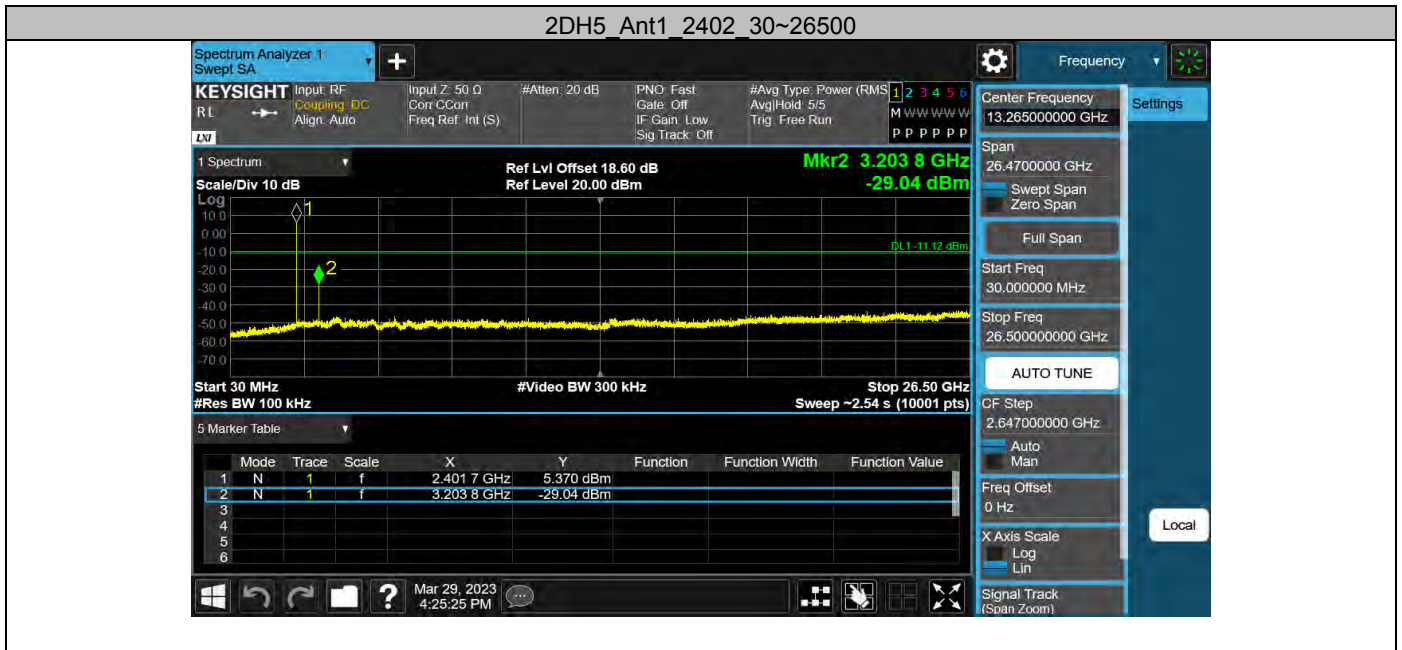 2DH5_Ant1_2402_30~26500
Spectrum Analyzer 1
Swept SA
+
Frequency
KEYSIGHT
RL
LXI
Input: RF
Coupling: DC
Align: Auto
Input Z: 50 Ω
Corr CCorr
Freq Ref: Int (S)
#Atten: 20 dB
PNO: Fast
Gate: Off
IF Gain: Low
Sig Track: Off
#Avg Type: Power (RMS
Avg|Hold: 5/5
Trig: Free Run
1 2 3 4 5 6
M W W W W W
P P P P P P
Center Frequency
13.265000000 GHz
Settings
Span
26.4700000 GHz
Swept Span
Zero Span
Full Span
Start Freq
30.000000 MHz
Stop Freq
26.500000000 GHz
AUTO TUNE
CF Step
2.647000000 GHz
Auto
Man
Freq Offset
0 Hz
X Axis Scale
Log
Lin
Signal Track
(Span Zoom)
Local
1 Spectrum
Scale/Div 10 dB
Ref Lvl Offset 18.60 dB
Ref Level 20.00 dBm
Mkr2 3.203 8 GHz
-29.04 dBm
Log
10.0
0.00
-10.0
-20.0
-30.0
-40.0
-50.0
-60.0
-70.0
1
2
DL1 -11.12 dBm
Start 30 MHz
#Res BW 100 kHz
#Video BW 300 kHz
Stop 26.50 GHz
Sweep ~2.54 s (10001 pts)
5 Marker Table
Mode Trace Scale X Y Function Function Width Function Value
1 N 1 f 2.401 7 GHz 5.370 dBm
2 N 1 f 3.203 8 GHz -29.04 dBm
3
4
5
6
?
Mar 29, 2023
4:25:25 PM